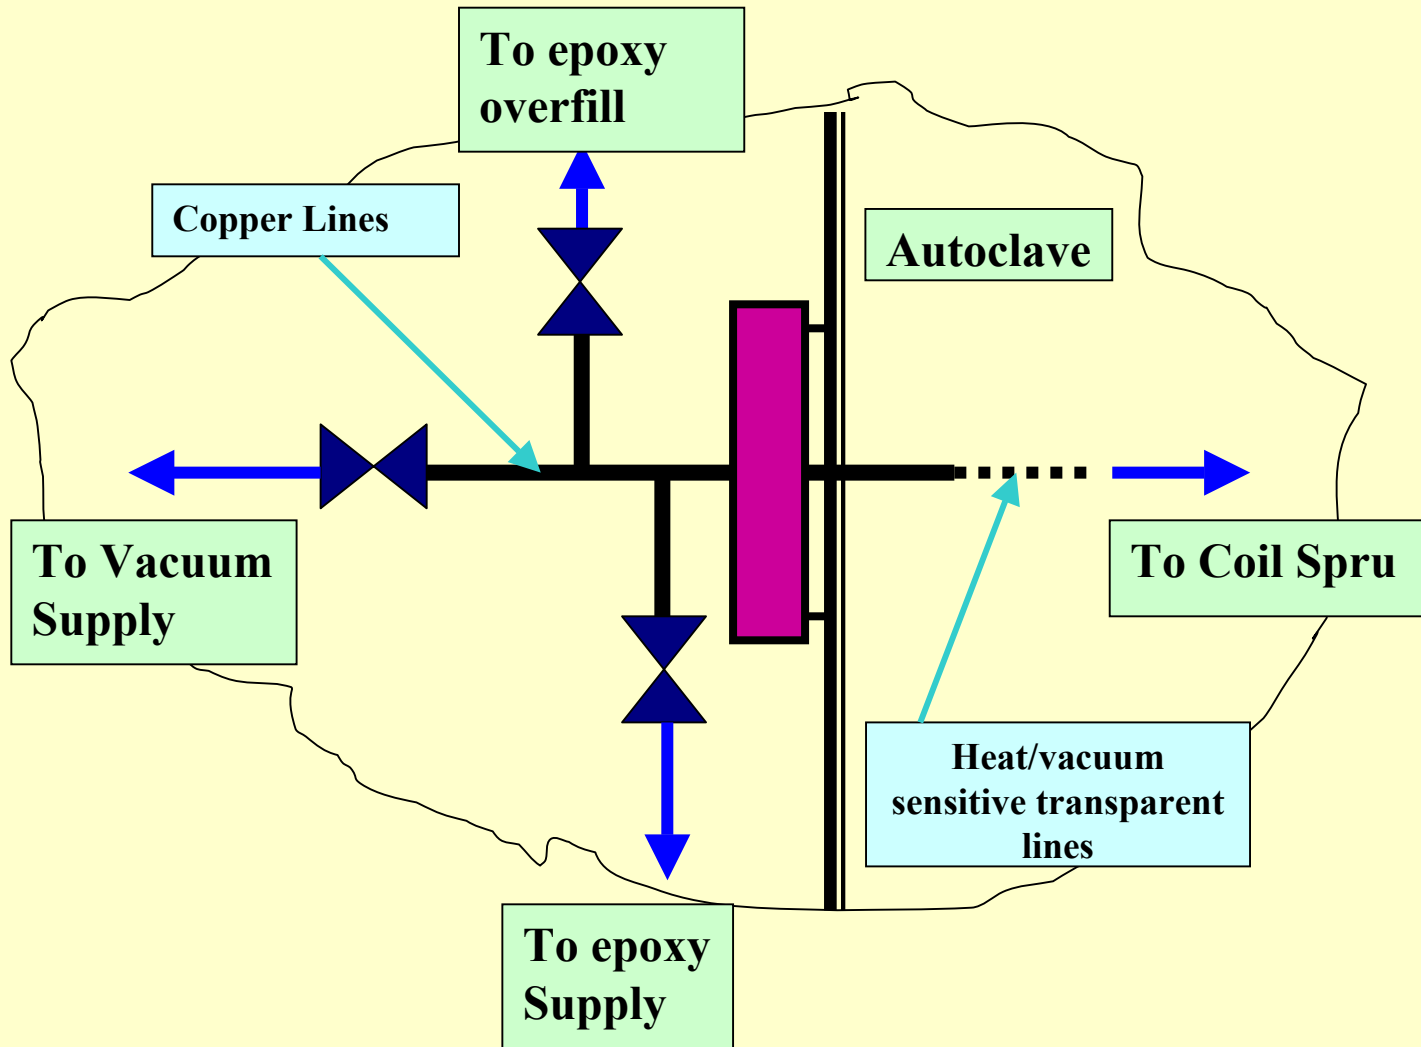 To epoxy
overfill
Copper Lines
Autoclave
To Vacuum
Supply
To Coil Spru
Heat/vacuum
sensitive transparent
lines
To epoxy
Supply